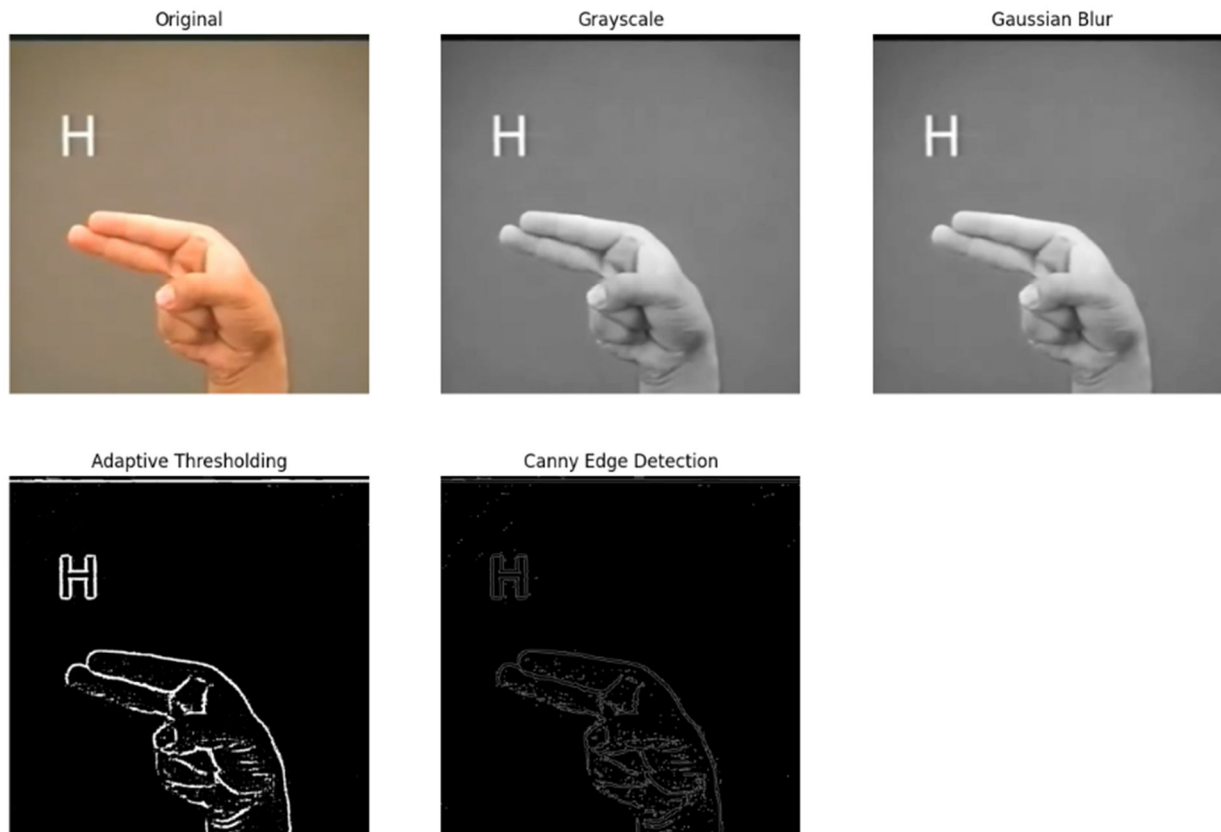 Original
Grayscale
Gaussian Blur
H
H
H
Adaptive Thresholding
Canny Edge Detection
H
H